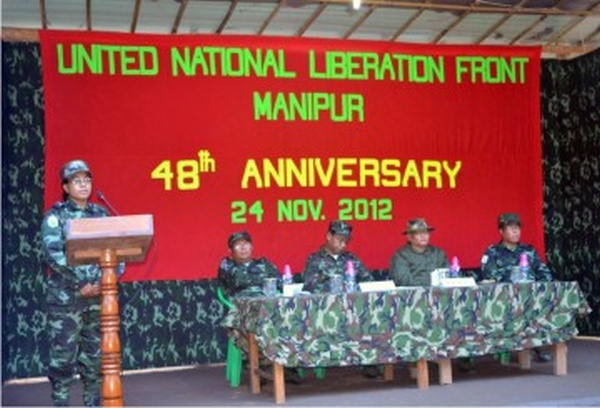 UNITED NATIONAL LIBERATION FRONT
MANIPUR
48th ANNIVERSARY
24 NOV. 2012